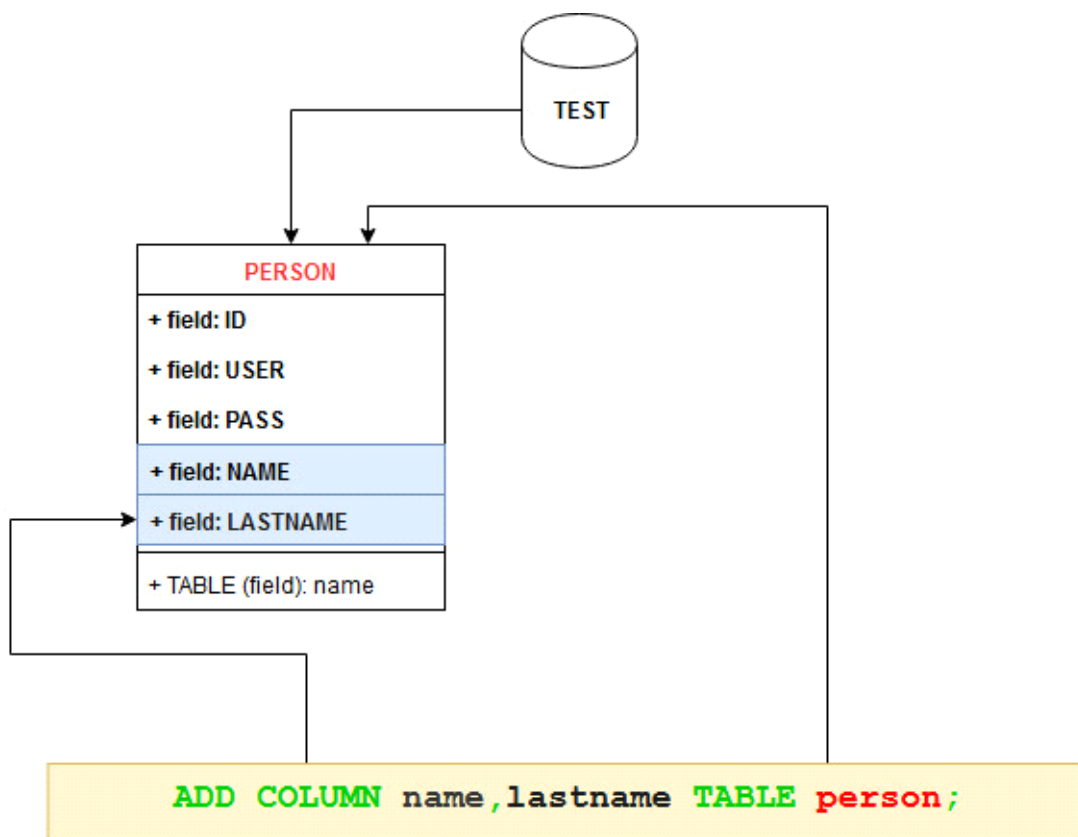 TEST
PERSON
+ field: ID
+ field: USER
+ field: PASS
+ field: NAME
+ field: LASTNAME
+ TABLE (field): name
ADD COLUMN name,lastname TABLE person;